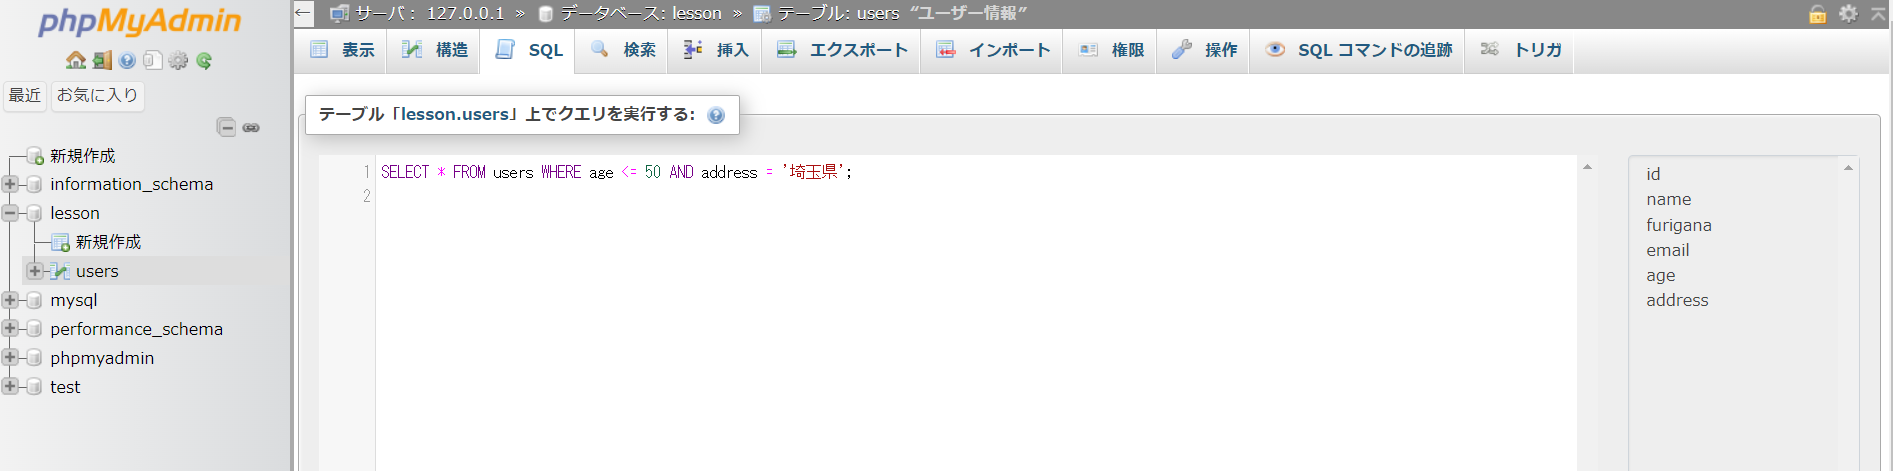 phpMyAdmin
最近 お気に入り
新規作成
information_schema
lesson
新規作成
users
mysql
performance_schema
phpmyadmin
test
← サーバ: 127.0.0.1 » データベース: lesson » テーブル: users “ユーザー情報”
表示 構造 SQL 検索 挿入 エクスポート インポート 権限 操作 SQL コマンドの追跡 トリガ
テーブル「lesson.users」上でクエリを実行する:
1 SELECT * FROM users WHERE age <= 50 AND address = '埼玉県';
2
id
name
furigana
email
age
address